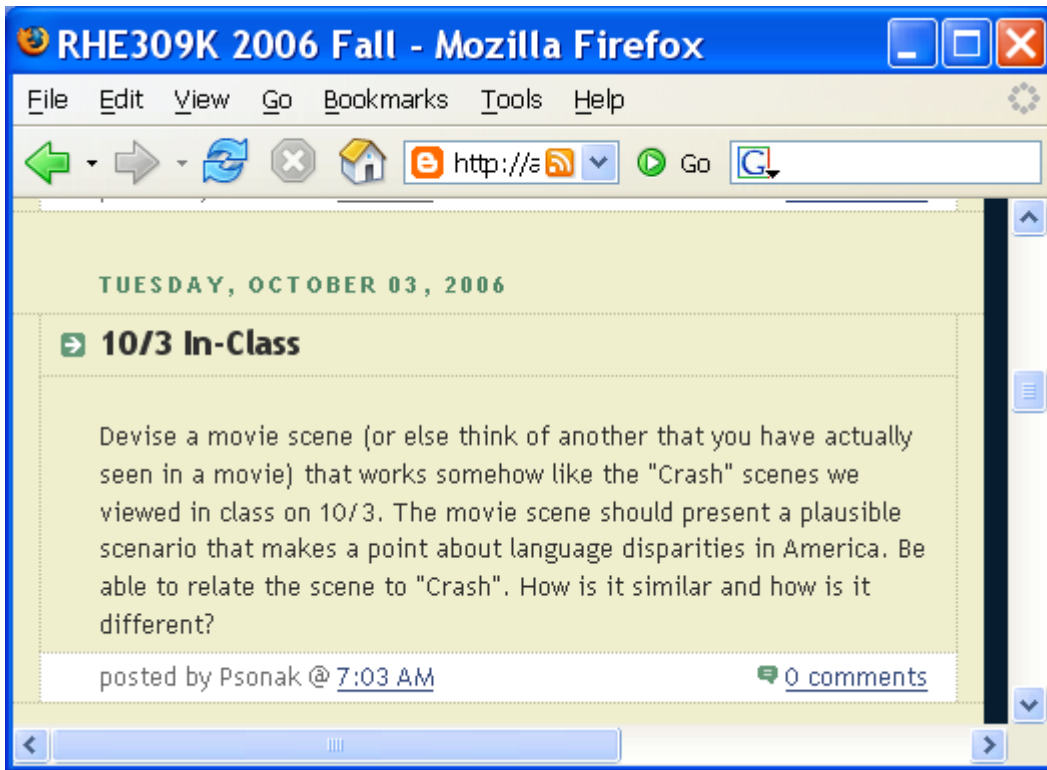 RHE309K 2006 Fall - Mozilla Firefox
File Edit View Go Bookmarks Tools Help
http://a Go G
TUESDAY, OCTOBER 03, 2006
10/3 In-Class
Devise a movie scene (or else think of another that you have actually
seen in a movie) that works somehow like the "Crash" scenes we
viewed in class on 10/3. The movie scene should present a plausible
scenario that makes a point about language disparities in America. Be
able to relate the scene to "Crash". How is it similar and how is it
different?
posted by Psonak @ 7:03 AM 0 comments